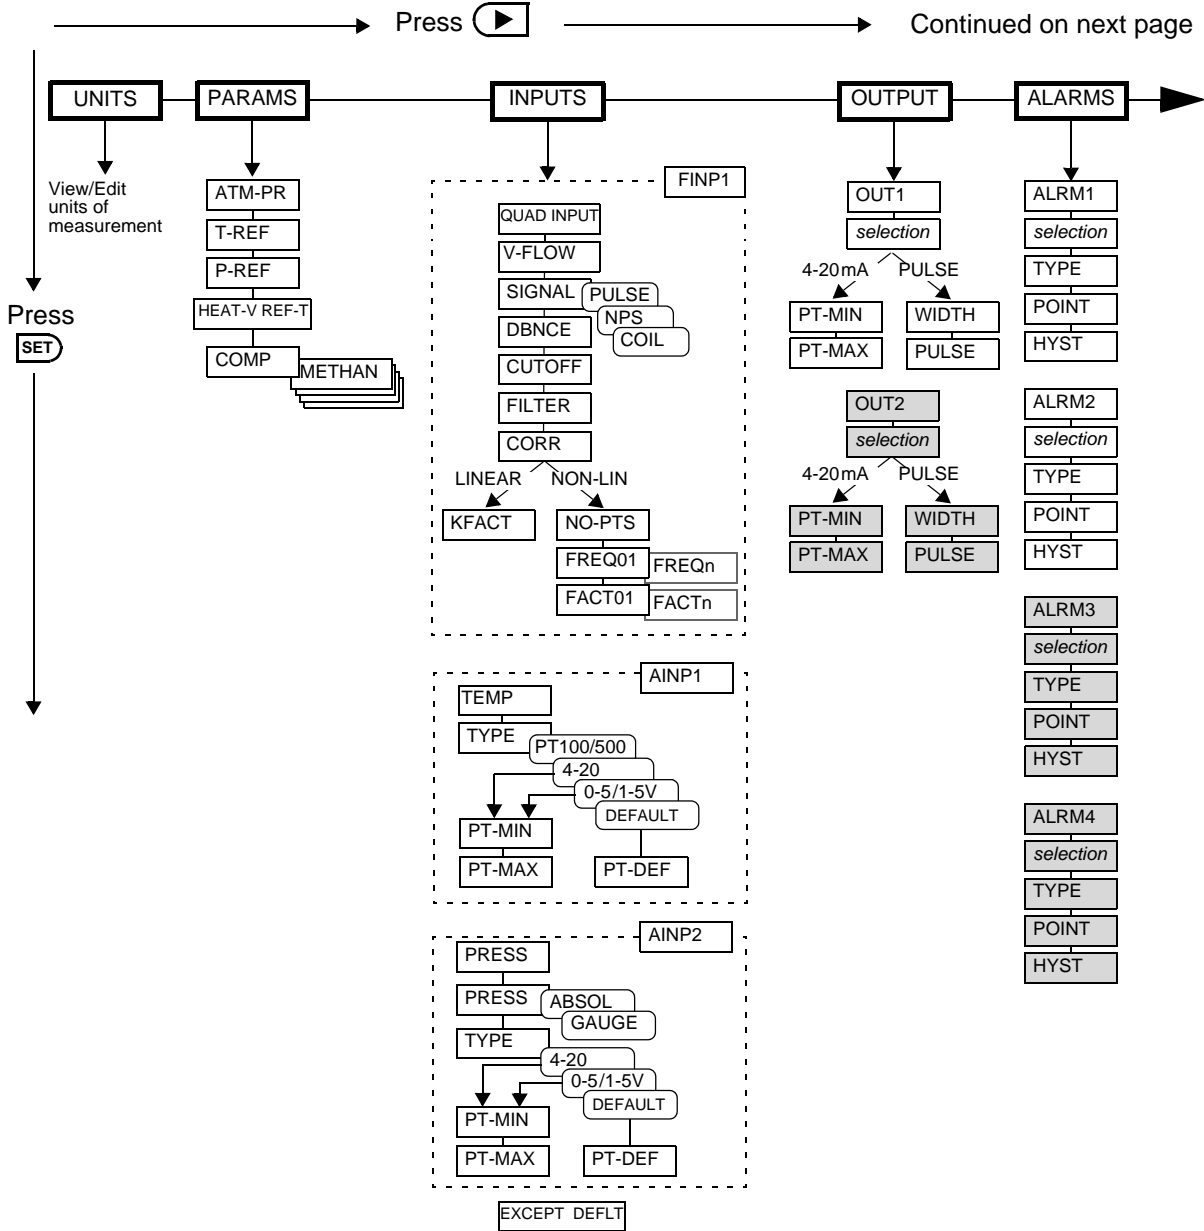 Press
Continued on next page
UNITS
PARAMS
INPUTS
OUTPUT
ALARMS
Press
SET
View/Edit
units of
measurement
ATM-PR
T-REF
P-REF
HEAT-V REF-T
COMP
METHAN
FINP1
QUAD INPUT
V-FLOW
SIGNAL
PULSE
NPS
COIL
DBNCE
CUTOFF
FILTER
CORR
LINEAR
NON-LIN
KFACT
NO-PTS
FREQ01
FREQn
FACT01
FACTn
AINP1
TEMP
TYPE
PT100/500
4-20
0-5/1-5V
DEFAULT
PT-MIN
PT-MAX
PT-DEF
AINP2
PRESS
PRESS
ABSOL
GAUGE
TYPE
4-20
0-5/1-5V
DEFAULT
PT-MIN
PT-MAX
PT-DEF
EXCEPT DEFLT
OUT1
selection
4-20mA
PULSE
PT-MIN
WIDTH
PT-MAX
PULSE
OUT2
selection
4-20mA
PULSE
PT-MIN
WIDTH
PT-MAX
PULSE
ALRM1
selection
TYPE
POINT
HYST
ALRM2
selection
TYPE
POINT
HYST
ALRM3
selection
TYPE
POINT
HYST
ALRM4
selection
TYPE
POINT
HYST